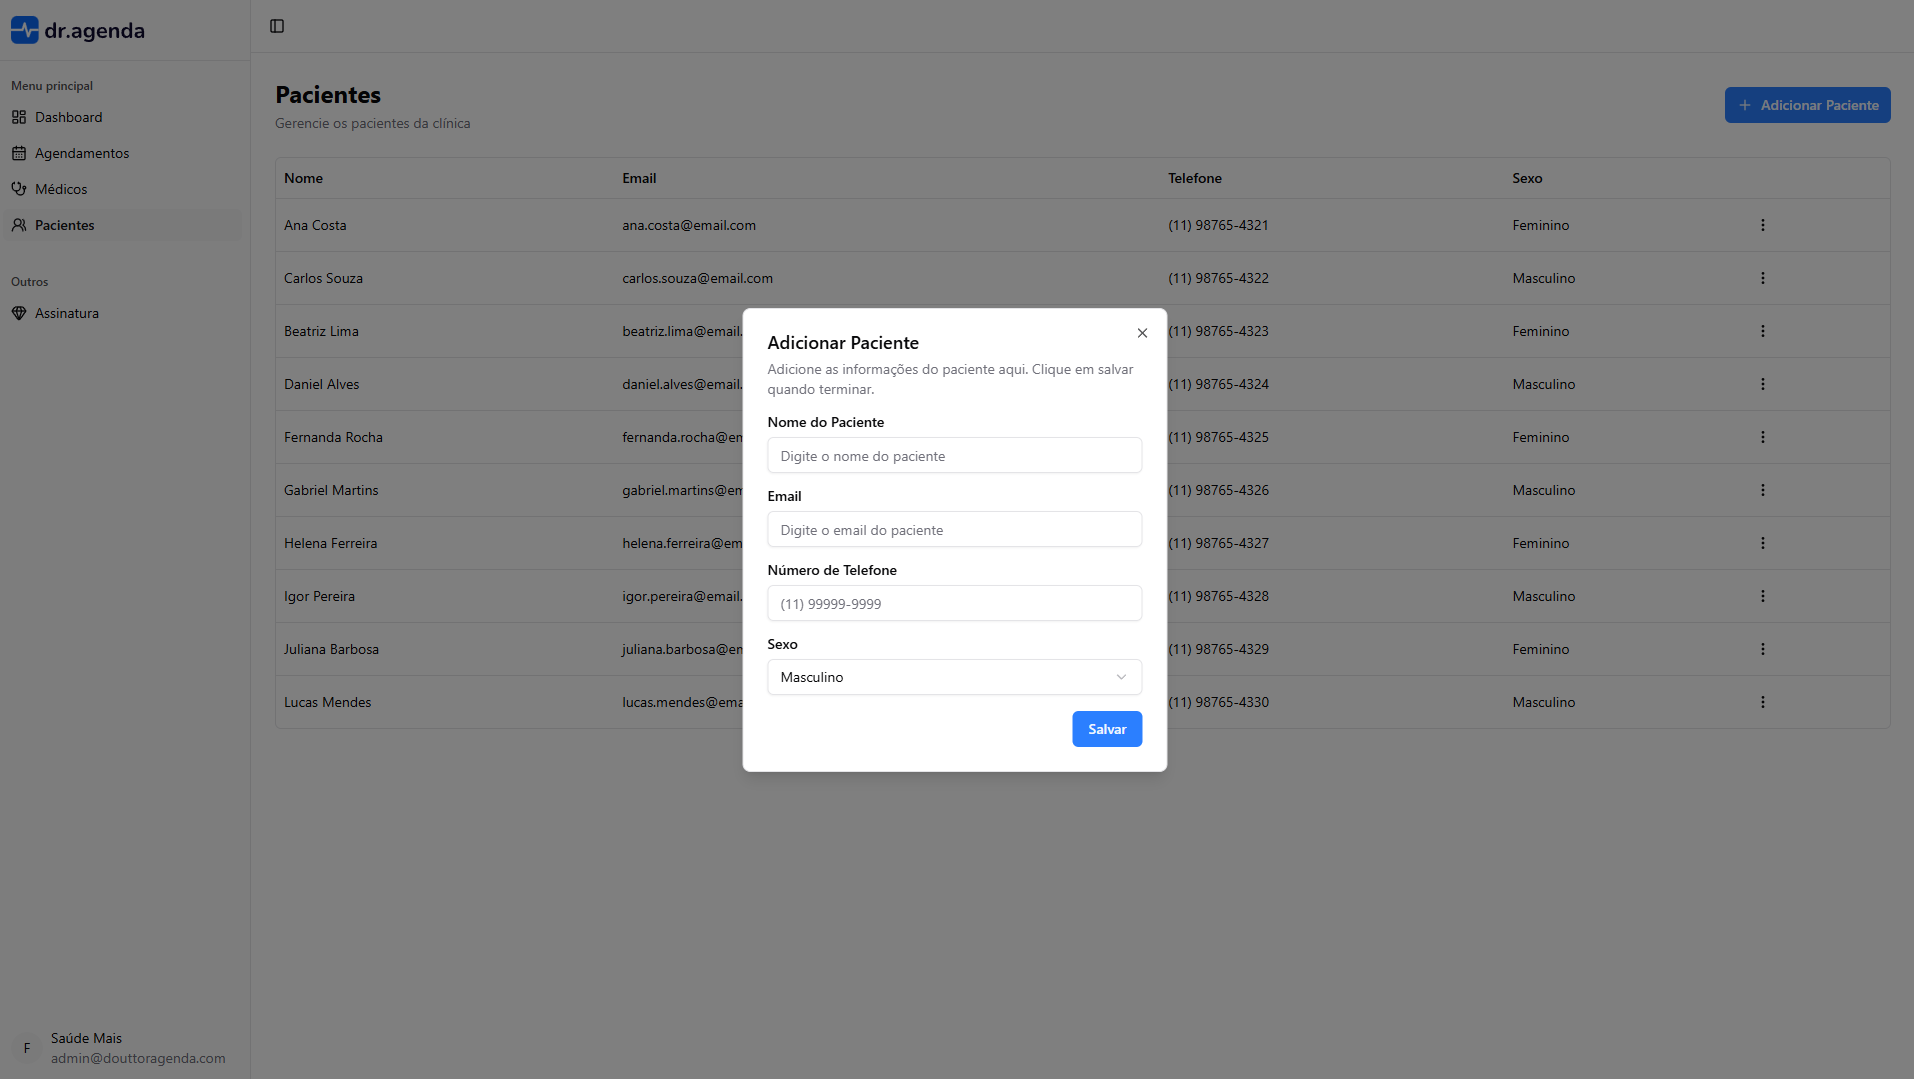 dr.agenda
Menu principal
Dashboard
Agendamentos
Médicos
Pacientes
Outros
Assinatura
F
Saúde Mais
admin@douttoragenda.com
Pacientes
Gerencie os pacientes da clínica
Adicionar Paciente
Nome Email Telefone Sexo
Ana Costa ana.costa@email.com (11) 98765-4321 Feminino
Carlos Souza carlos.souza@email.com (11) 98765-4322 Masculino
Beatriz Lima beatriz.lima@email. (11) 98765-4323 Feminino
Daniel Alves daniel.alves@email. (11) 98765-4324 Masculino
Fernanda Rocha fernanda.rocha@em (11) 98765-4325 Feminino
Gabriel Martins gabriel.martins@em (11) 98765-4326 Masculino
Helena Ferreira helena.ferreira@em (11) 98765-4327 Feminino
Igor Pereira igor.pereira@email. (11) 98765-4328 Masculino
Juliana Barbosa juliana.barbosa@em (11) 98765-4329 Feminino
Lucas Mendes lucas.mendes@ema (11) 98765-4330 Masculino
Adicionar Paciente
Adicione as informações do paciente aqui. Clique em salvar
quando terminar.
Nome do Paciente
Digite o nome do paciente
Email
Digite o email do paciente
Número de Telefone
(11) 99999-9999
Sexo
Masculino
Salvar